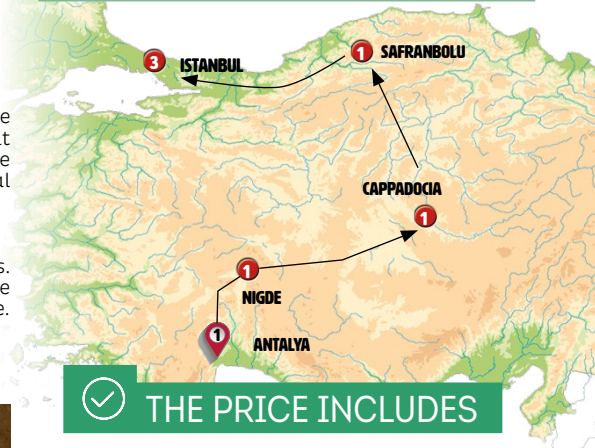 1 SAFRANBOLU
3 ISTANBUL
CAPPADOCIA
1
1
NIGDE
1
ANTALYA
THE PRICE INCLUDES